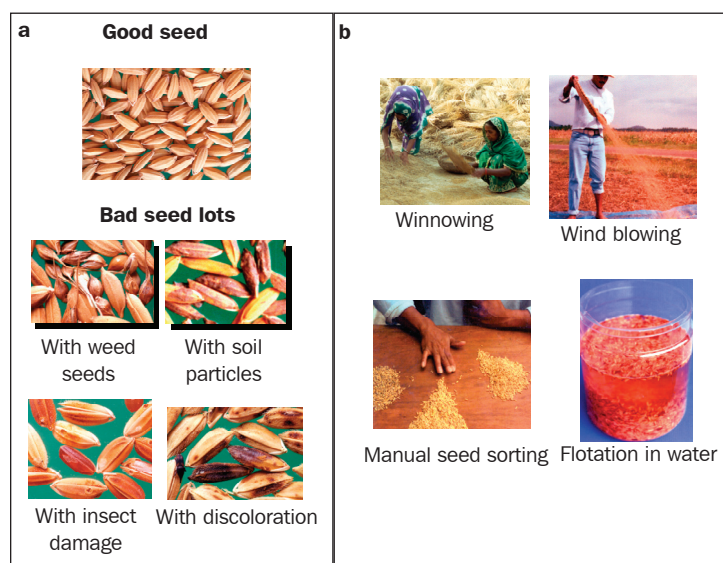 a
Good seed
Bad seed lots
With weed
seeds
With soil
particles
With insect
damage
With discoloration
b
Winnowing
Wind blowing
Manual seed sorting
Flotation in water